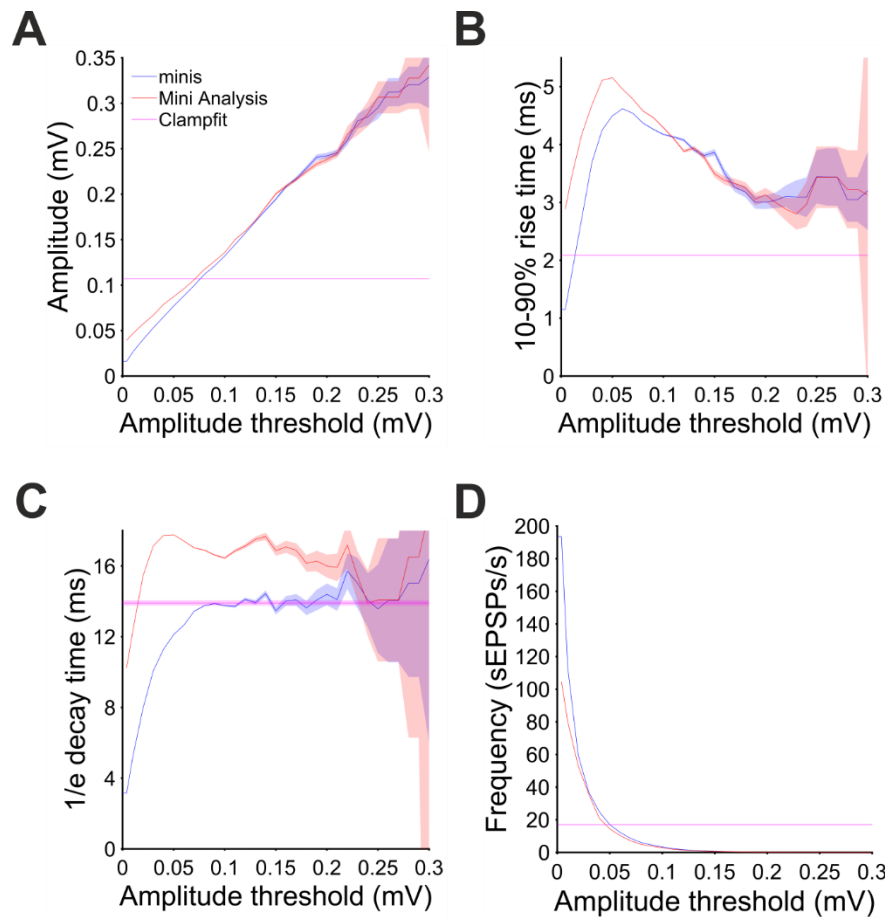 A
Amplitude (mV)
0.35
0.3
0.25
0.2
0.15
0.1
0.05
0
minis
Mini Analysis
Clampfit
0 0.05 0.1 0.15 0.2 0.25 0.3
Amplitude threshold (mV)
B
10-90% rise time (ms)
5
4
3
2
1
0
0 0.05 0.1 0.15 0.2 0.25 0.3
Amplitude threshold (mV)
C
1/e decay time (ms)
16
12
8
4
0
0 0.05 0.1 0.15 0.2 0.25 0.3
Amplitude threshold (mV)
D
Frequency (sEPSPs/s)
200
180
160
140
120
100
80
60
40
20
0
0 0.05 0.1 0.15 0.2 0.25 0.3
Amplitude threshold (mV)